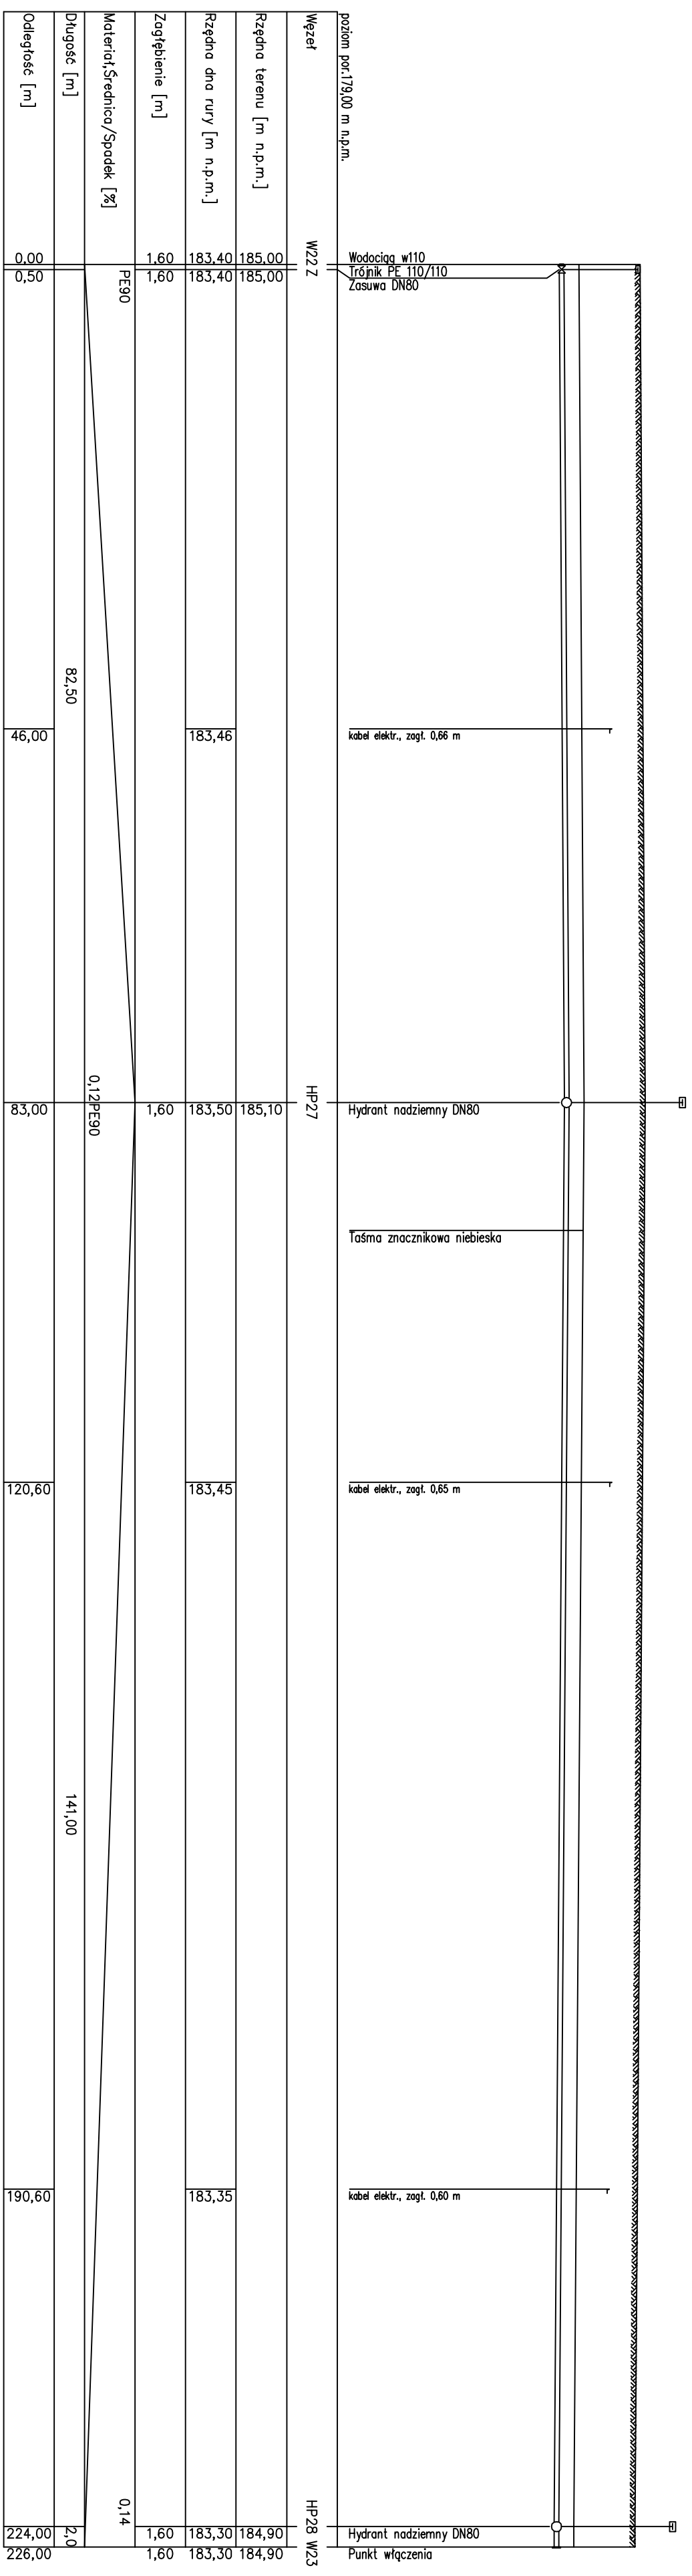 poziom por.179,00 m n.p.m.
Węzeł
Rzędna terenu [m n.p.m.]
Rzędna dna rury [m n.p.m.]
Zagłębienie [m]
Materiał,Średnica/Spadek [%]
Długość [m]
Odległość [m]
W22 Z
Wodociąg w110
Trójnik PE 110/110
Zasuwa DN80
0,00 1,60 183,40 185,00
0,50 1,60 183,40 185,00
PE90
82,50
46,00 183,46 kabel elektr., zagł. 0,66 m
HP27
0,12PE90
83,00 1,60 183,50 185,10 Hydrant nadziemny DN80
Taśma znacznikowa niebieska
120,60 183,45 kabel elektr., zagł. 0,65 m
141,00
190,60 183,35 kabel elektr., zagł. 0,60 m
0,14
HP28 W23
2,0
224,00 1,60 183,30 184,90 Hydrant nadziemny DN80
226,00 1,60 183,30 184,90 Punkt włączenia